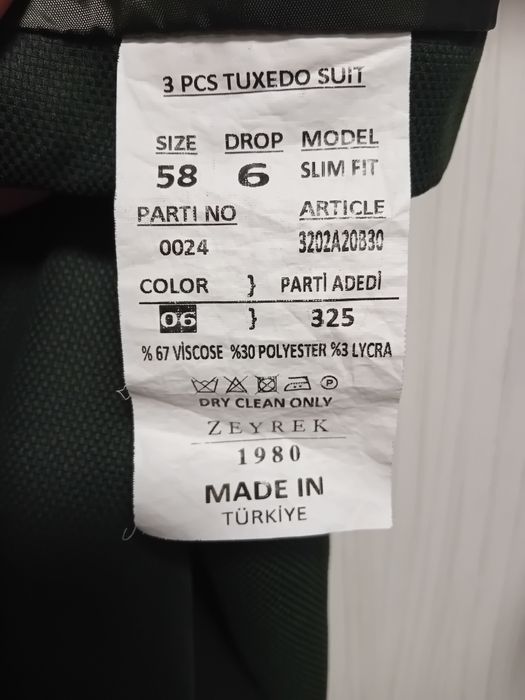 3 PCS TUXEDO SUIT
SIZE DROP MODEL
58 6 SLIM FIT
PARTI NO ARTICLE
0024 3202A20B30
COLOR } PARTİ ADEDİ
06 } 325
% 67 VİSCOSE %30 POLYESTER %3 LYCRA
P
DRY CLEAN ONLY
ZEYREK
1980
MADE IN
TÜRKİYE